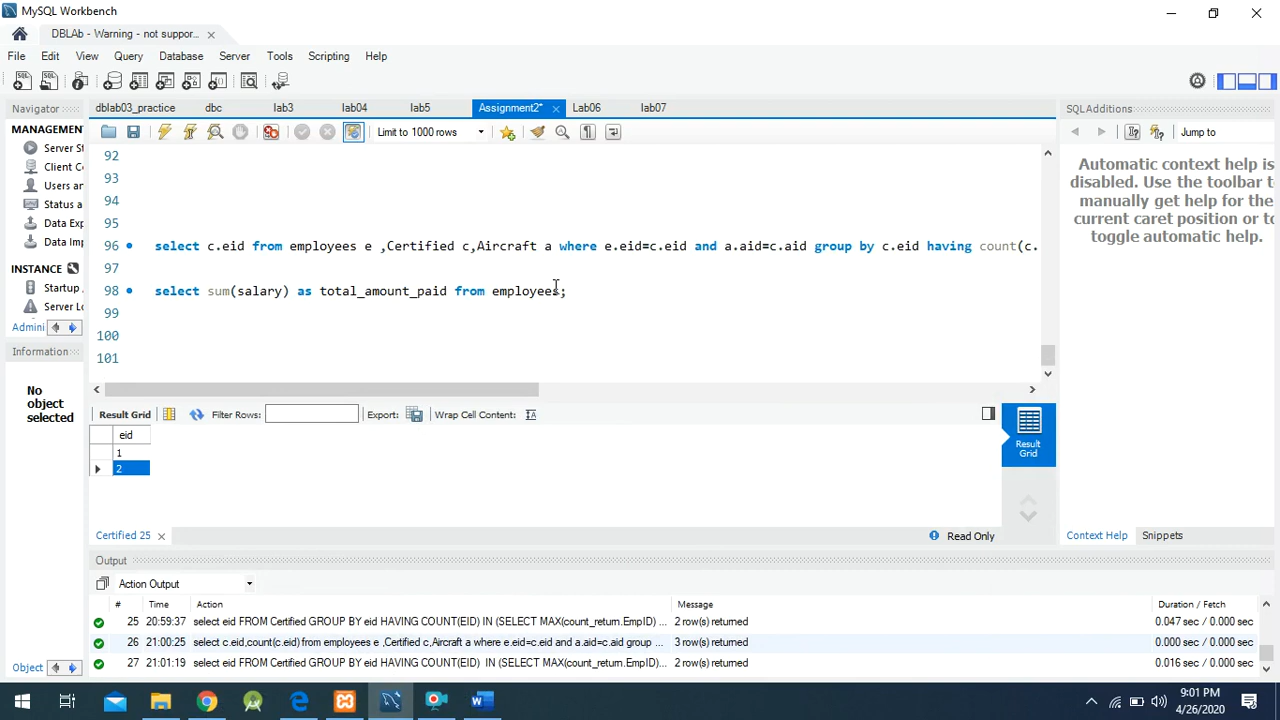 MySQL Workbench
DBLAb - Warning - not suppor...
File Edit View Query Database Server Tools Scripting Help
Navigator dblab03_practice dbc lab3 lab04 lab5 Assignment2* Lab06 lab07 SQLAdditions
MANAGEMEN
Server St
Client C
Users an
Status a
Data Exp
Data Imp
INSTANCE
Startup
Server Lo
Admini
Information
No
object
selected
Object
Limit to 1000 rows
92
93
94
95
96 select c.eid from employees e ,Certified c,Aircraft a where e.eid=c.eid and a.aid=c.aid group by c.eid having count(c.
97
98 select sum(salary) as total_amount_paid from employees;
99
100
101
Jump to
Automatic context help is
disabled. Use the toolbar t
manually get help for the
current caret position or to
toggle automatic help.
Result Grid Filter Rows: Export: Wrap Cell Content:
eid
1
2
Result
Grid
Certified 25 Read Only
Context Help Snippets
Output
Action Output
# Time Action Message Duration / Fetch
25 20:59:37 select eid FROM Certified GROUP BY eid HAVING COUNT(EID) IN (SELECT MAX(count_return.EmpID) ... 2 row(s) returned 0.047 sec / 0.000 sec
26 21:00:25 select c.eid,count(c.eid) from employees e ,Certified c,Aircraft a where e.eid=c.eid and a.aid=c.aid group ... 3 row(s) returned 0.000 sec / 0.000 sec
27 21:01:19 select eid FROM Certified GROUP BY eid HAVING COUNT(EID) IN (SELECT MAX(count_return.EmpID)... 2 row(s) returned 0.016 sec / 0.000 sec
9:01 PM
4/26/2020